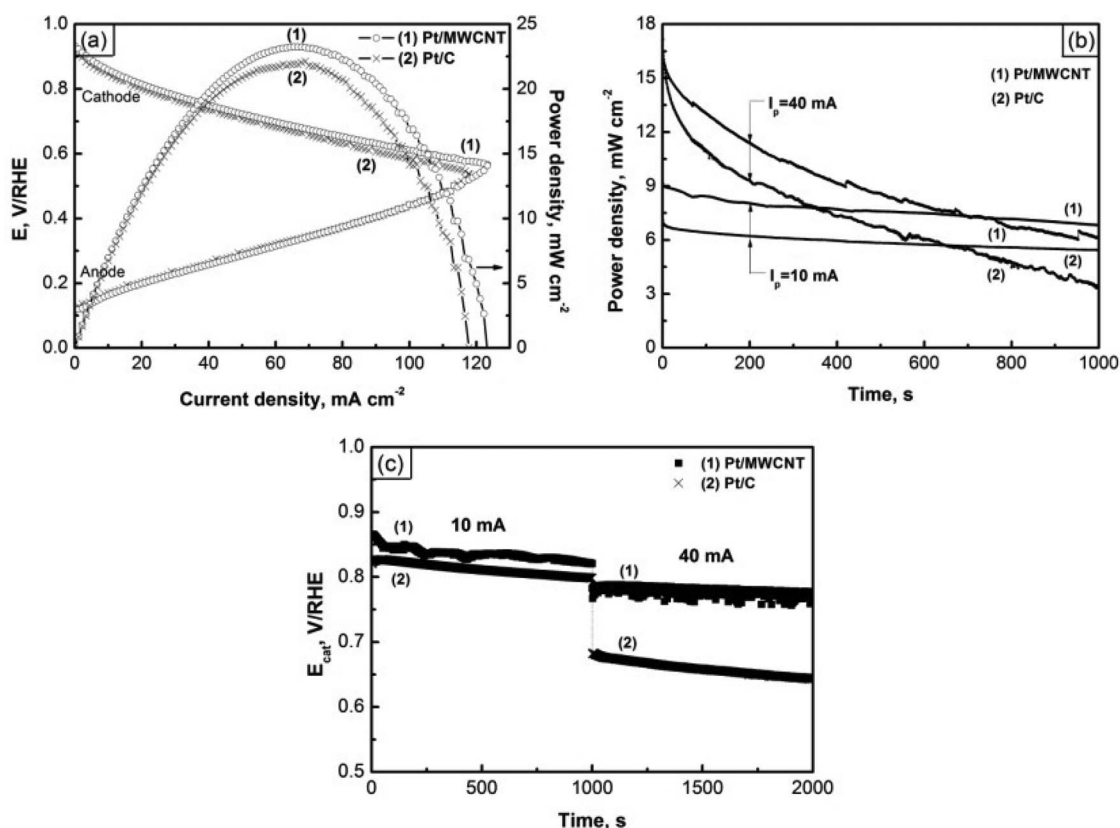 (a)
(1)
(1) Pt/MWCNT
(2) Pt/C
(2)
Cathode
(1)
(2)
Anode
1.0
0.8
0.6
0.4
0.2
0.0
E, V/RHE
25
20
15
10
5
0
Power density, mW cm-2
0 20 40 60 80 100 120
Current density, mA cm-2
(b)
(1) Pt/MWCNT
(2) Pt/C
Ip=40 mA
(1)
(1)
(2)
Ip=10 mA
(2)
18
15
12
9
6
3
0
Power density, mW cm-2
0 200 400 600 800 1000
Time, s
(c)
(1) Pt/MWCNT
(2) Pt/C
(1)
10 mA
(2)
40 mA
(1)
(2)
1.0
0.9
0.8
0.7
0.6
0.5
Ecat, V/RHE
0 500 1000 1500 2000
Time, s